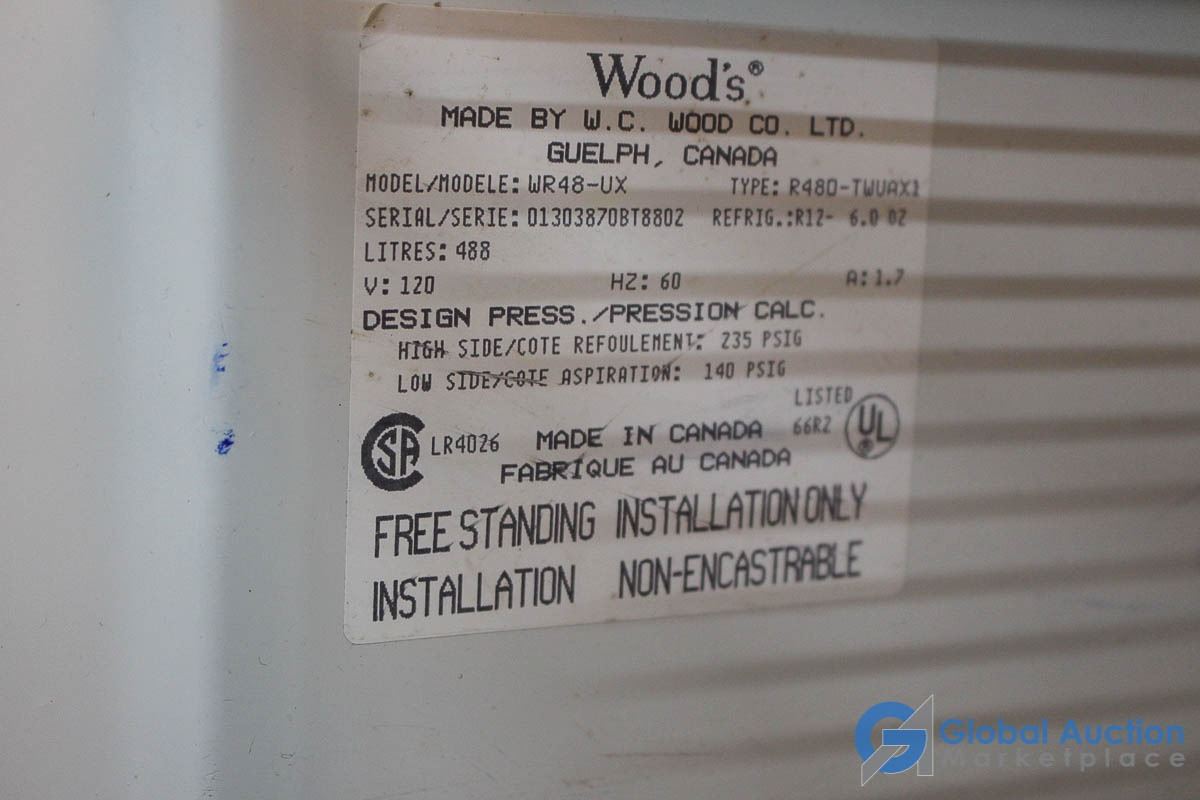 Wood's®
MADE BY W.C. WOOD CO. LTD.
GUELPH, CANADA
MODEL/MODELE: WR48-UX TYPE: R480-TWUAX1
SERIAL/SERIE: 01303870BT8802 REFRIG.:R12- 6.0 OZ
LITRES: 488
V: 120 HZ: 60 A: 1.7
DESIGN PRESS./PRESSION CALC.
HIGH SIDE/COTE REFOULEMENT: 235 PSIG
LOW SIDE/COTE ASPIRATION: 140 PSIG
LISTED
CSA LR4026 MADE IN CANADA 66R2 UL®
FABRIQUE AU CANADA
FREE STANDING INSTALLATION ONLY
INSTALLATION NON-ENCASTRABLE
Global Auction
Marketplace